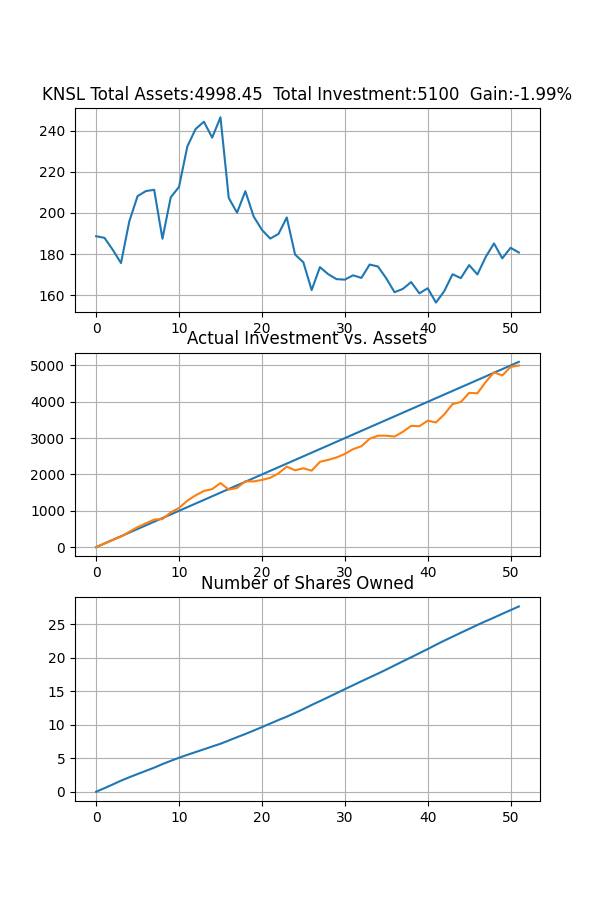 KNSL Total Assets:4998.45  Total Investment:5100  Gain:-1.99%
240
220
200
180
160
0 10 20 30 40 50
Actual Investment vs. Assets
5000
4000
3000
2000
1000
0
0 10 20 30 40 50
Number of Shares Owned
25
20
15
10
5
0
0 10 20 30 40 50